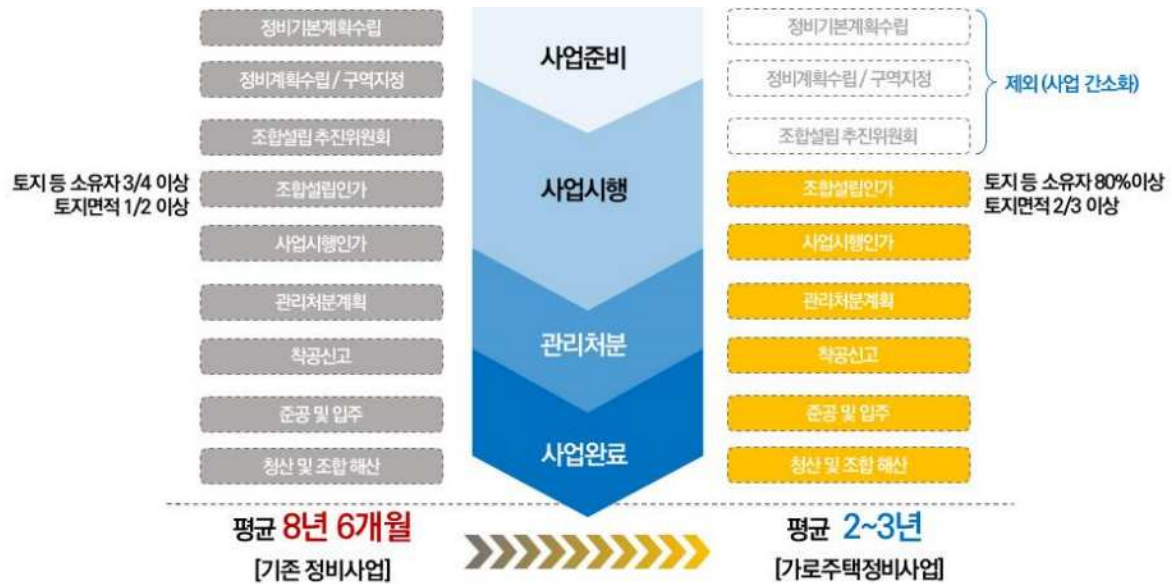 정비기본계획수립
정비계획수립 / 구역지정
조합설립 추진위원회
토지 등 소유자 3/4 이상
토지면적 1/2 이상
조합설립인가
사업시행인가
관리처분계획
착공신고
준공 및 입주
청산 및 조합 해산
평균 8년 6개월
[기존 정비사업]
사업준비
사업시행
관리처분
사업완료
정비기본계획수립
정비계획수립 / 구역지정
조합설립 추진위원회
제외 (사업 간소화)
조합설립인가
토지 등 소유자 80%이상
토지면적 2/3 이상
사업시행인가
관리처분계획
착공신고
준공 및 입주
청산 및 조합 해산
평균 2~3년
[가로주택정비사업]